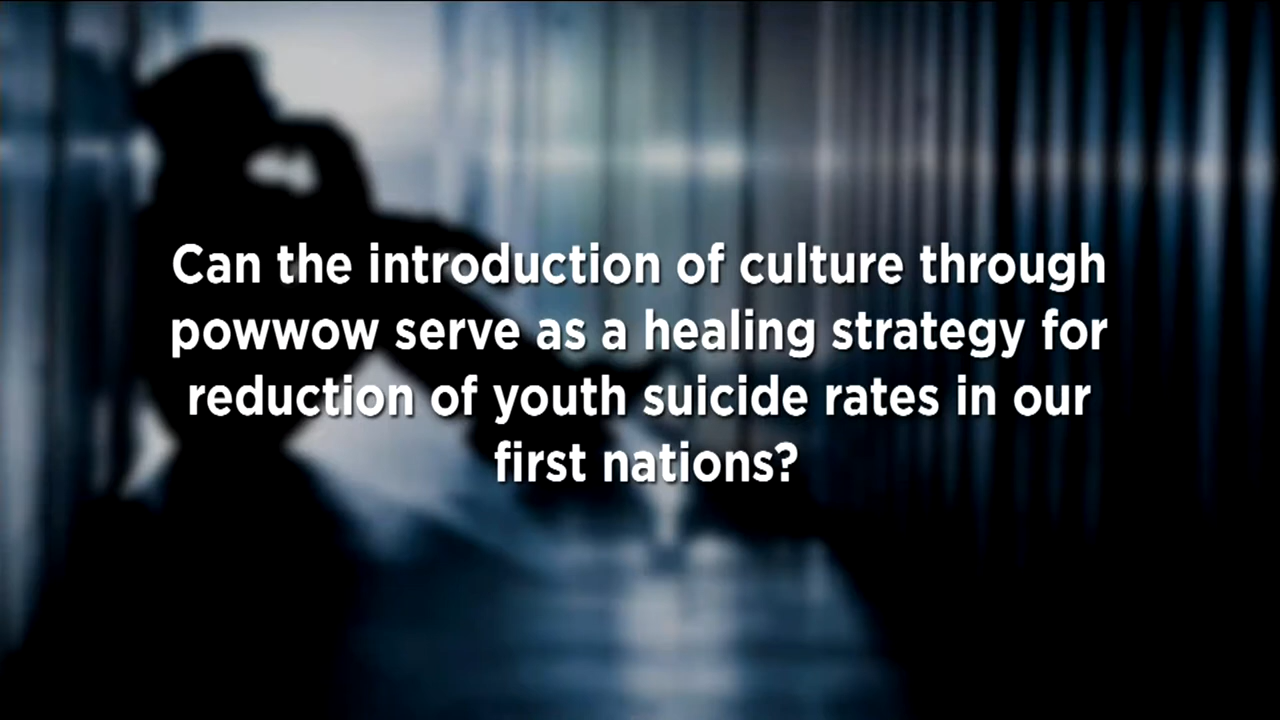 Can the introduction of culture through
powwow serve as a healing strategy for
reduction of youth suicide rates in our
first nations?